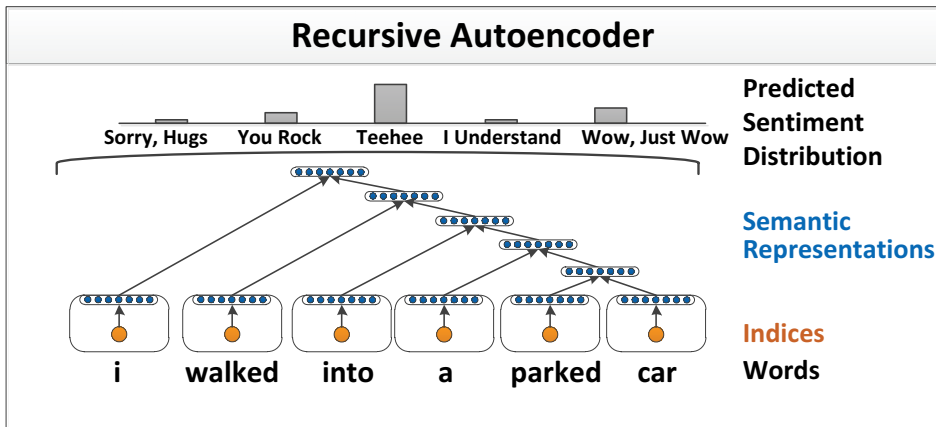 Recursive Autoencoder
Predicted
Sentiment
Distribution
Sorry, Hugs You Rock Teehee I Understand Wow, Just Wow
Semantic
Representations
Indices
i walked into a parked car
Words